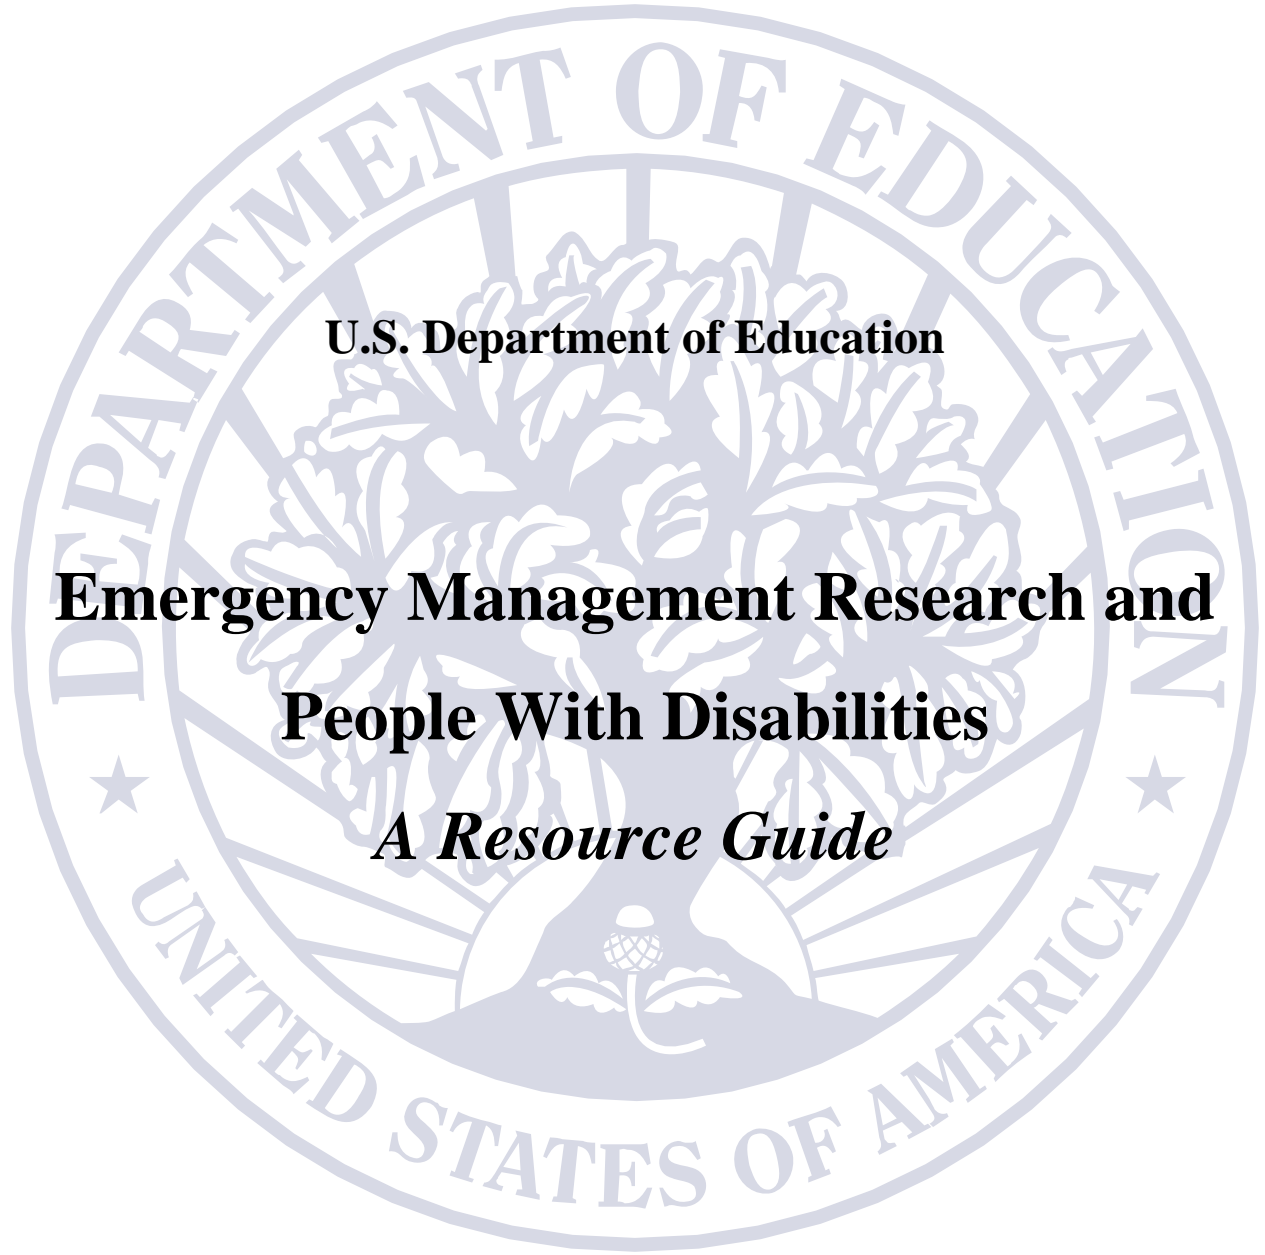 DEPARTMENT OF EDUCATION
U.S. Department of Education
Emergency Management Research and
People With Disabilities
A Resource Guide
UNITED STATES OF AMERICA